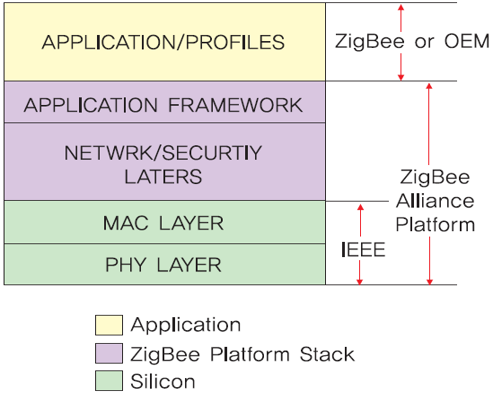 APPLICATION/PROFILES
ZigBee or OEM
APPLICATION FRAMEWORK
NETWRK/SECURTIY
LATERS
ZigBee
Alliance
Platform
MAC LAYER
IEEE
PHY LAYER
Application
ZigBee Platform Stack
Silicon